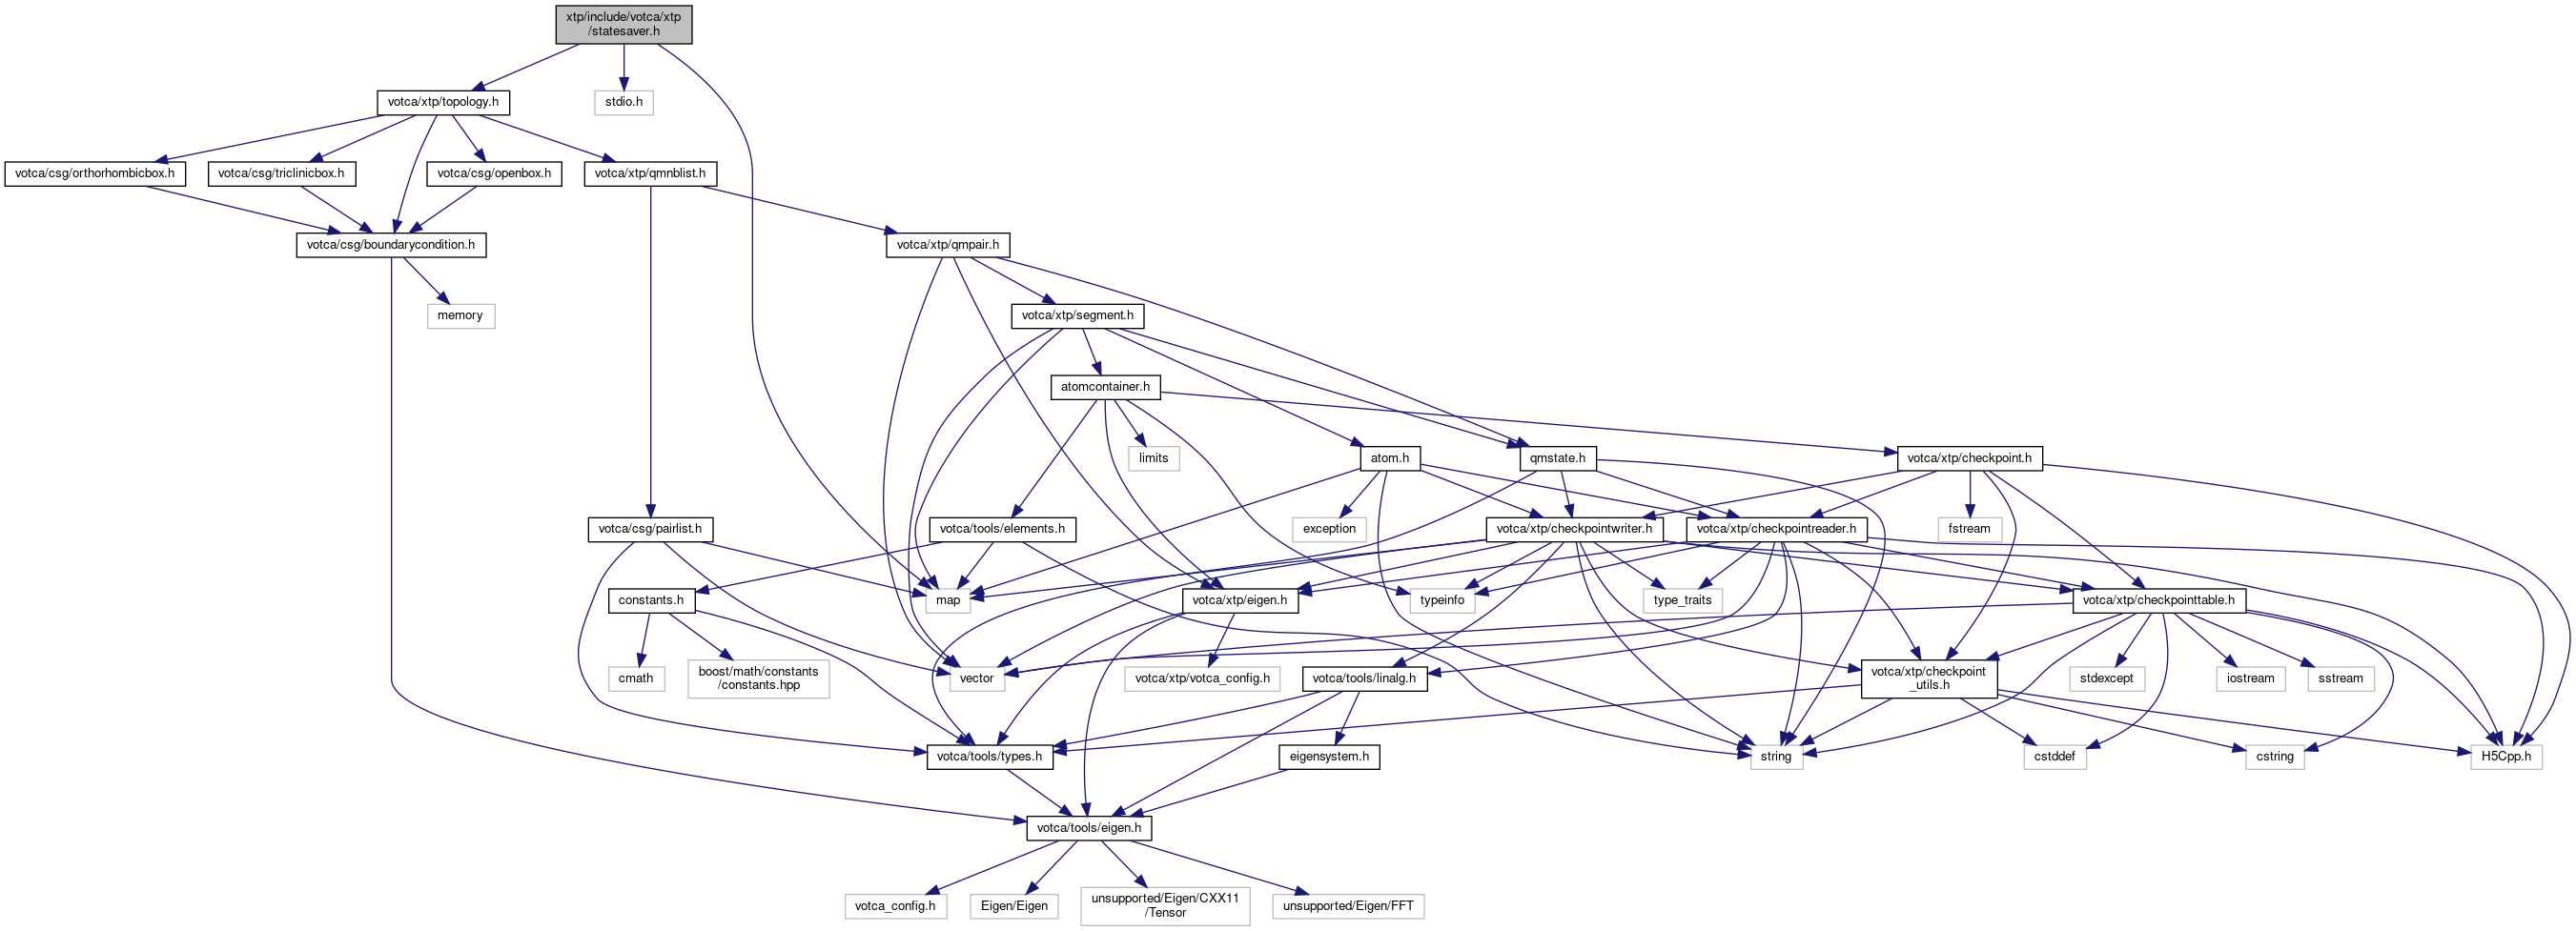 xtp/include/votca/xtp
/statesaver.h
votca/xtp/topology.h
stdio.h
votca/csg/orthorhombicbox.h
votca/csg/triclinicbox.h
votca/csg/openbox.h
votca/xtp/qmnblist.h
votca/csg/boundarycondition.h
votca/xtp/qmpair.h
memory
votca/xtp/segment.h
atomcontainer.h
limits
atom.h
qmstate.h
votca/xtp/checkpoint.h
votca/csg/pairlist.h
votca/tools/elements.h
exception
votca/xtp/checkpointwriter.h
votca/xtp/checkpointreader.h
fstream
constants.h
map
votca/xtp/eigen.h
typeinfo
type_traits
votca/xtp/checkpointtable.h
cmath
boost/math/constants
/constants.hpp
vector
votca/xtp/votca_config.h
votca/tools/linalg.h
votca/xtp/checkpoint
_utils.h
stdexcept
iostream
sstream
votca/tools/types.h
eigensystem.h
string
cstddef
cstring
H5Cpp.h
votca/tools/eigen.h
votca_config.h
Eigen/Eigen
unsupported/Eigen/CXX11
/Tensor
unsupported/Eigen/FFT